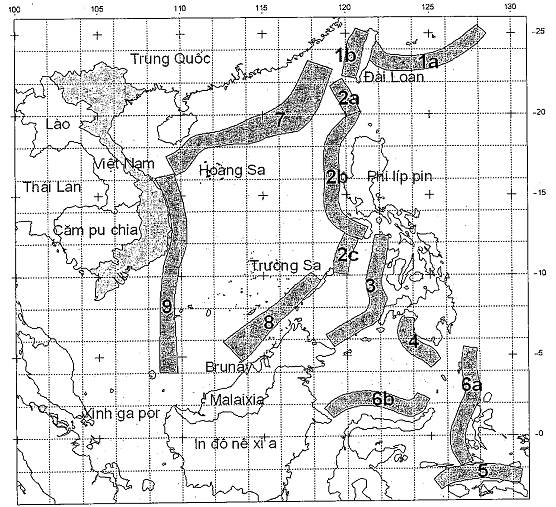 100 105 110 115 120 125 130
-25
Trung Quốc
1b
1a
Đài Loan
2a
-20
7
Lào
Việt Nam
Hoàng Sa
2b
Phi líp pin
Thái Lan
-15
Căm pu chia
2c
Trường Sa
-10
3
9
8
4
-5
Brunây
6a
Malaixia
6b
Xinh ga por
In đô nê xi a
-0
5